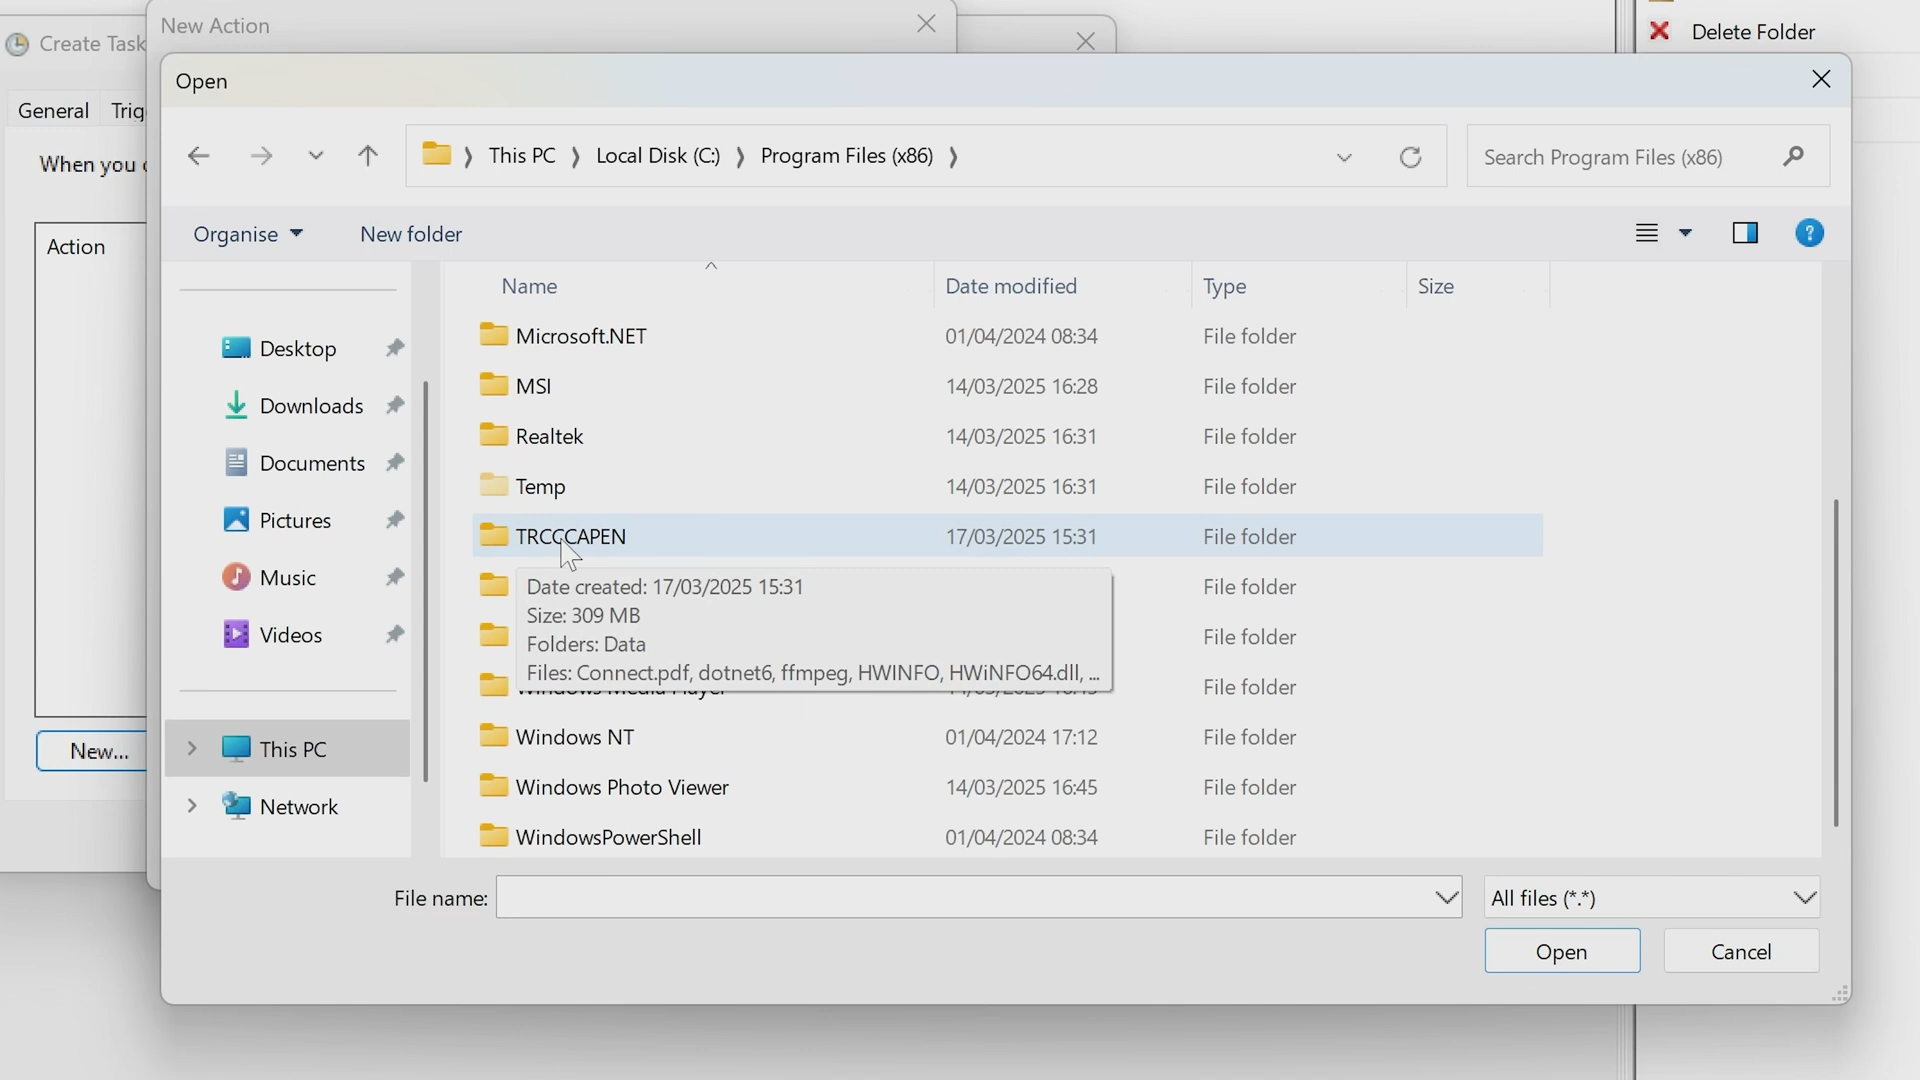 New Action
Delete Folder
Create Task
Open
General
When you
This PC
Local Disk (C:)
Program Files (x86)
Search Program Files (x86)
Organise
New folder
Action
Name
Date modified
Type
Size
Desktop
Downloads
Documents
Pictures
Music
Videos
This PC
Network
Microsoft.NET 01/04/2024 08:34 File folder
MSI 14/03/2025 16:28 File folder
Realtek 14/03/2025 16:31 File folder
Temp 14/03/2025 16:31 File folder
TRCCCAPEN 17/03/2025 15:31 File folder
Date created: 17/03/2025 15:31
Size: 309 MB
Folders: Data
Files: Connect.pdf, dotnet6, ffmpeg, HWINFO, HWiNFO64.dll, ...
File folder
File folder
File folder
Windows NT 01/04/2024 17:12 File folder
Windows Photo Viewer 14/03/2025 16:45 File folder
WindowsPowerShell 01/04/2024 08:34 File folder
New...
File name:
All files (*.*)
Open
Cancel